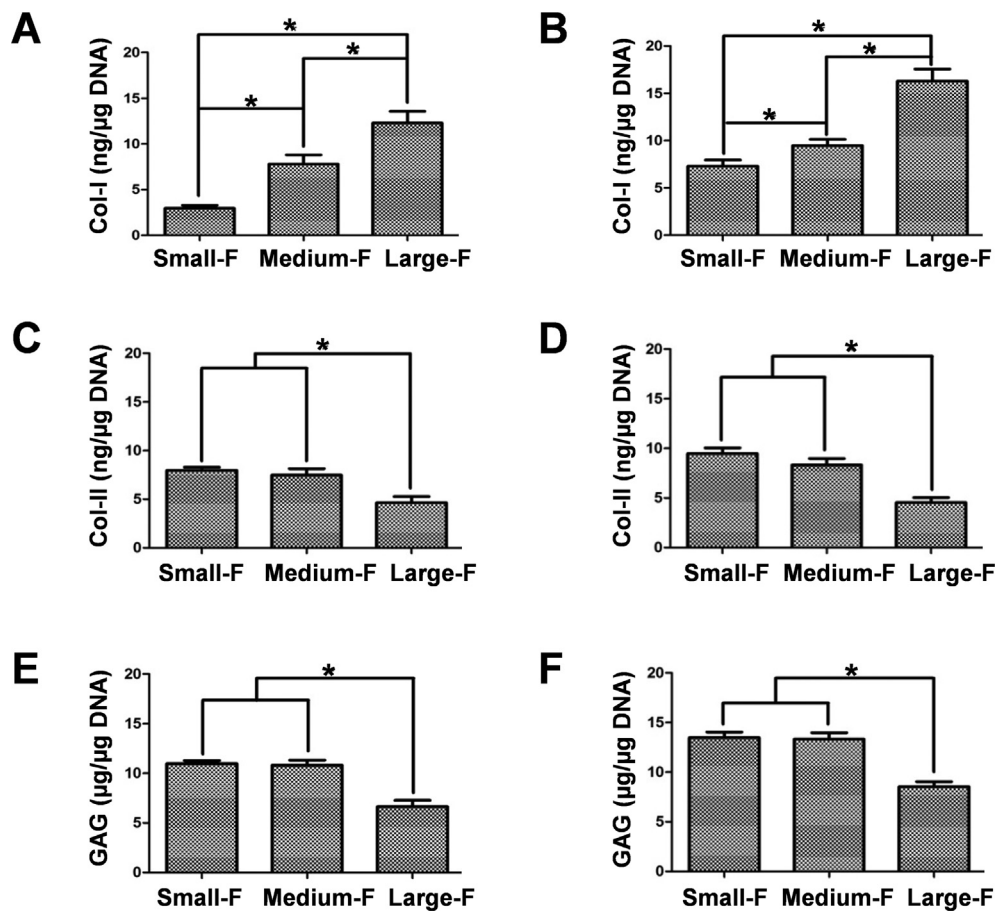 A
Col-I (ng/µg DNA)
20
15
10
5
0
*
*
*
Small-F Medium-F Large-F
B
Col-I (ng/µg DNA)
20
15
10
5
0
*
*
*
Small-F Medium-F Large-F
C
Col-II (ng/µg DNA)
20
15
10
5
0
*
Small-F Medium-F Large-F
D
Col-II (ng/µg DNA)
20
15
10
5
0
*
Small-F Medium-F Large-F
E
GAG (µg/µg DNA)
20
15
10
5
0
*
Small-F Medium-F Large-F
F
GAG (µg/µg DNA)
20
15
10
5
0
*
Small-F Medium-F Large-F